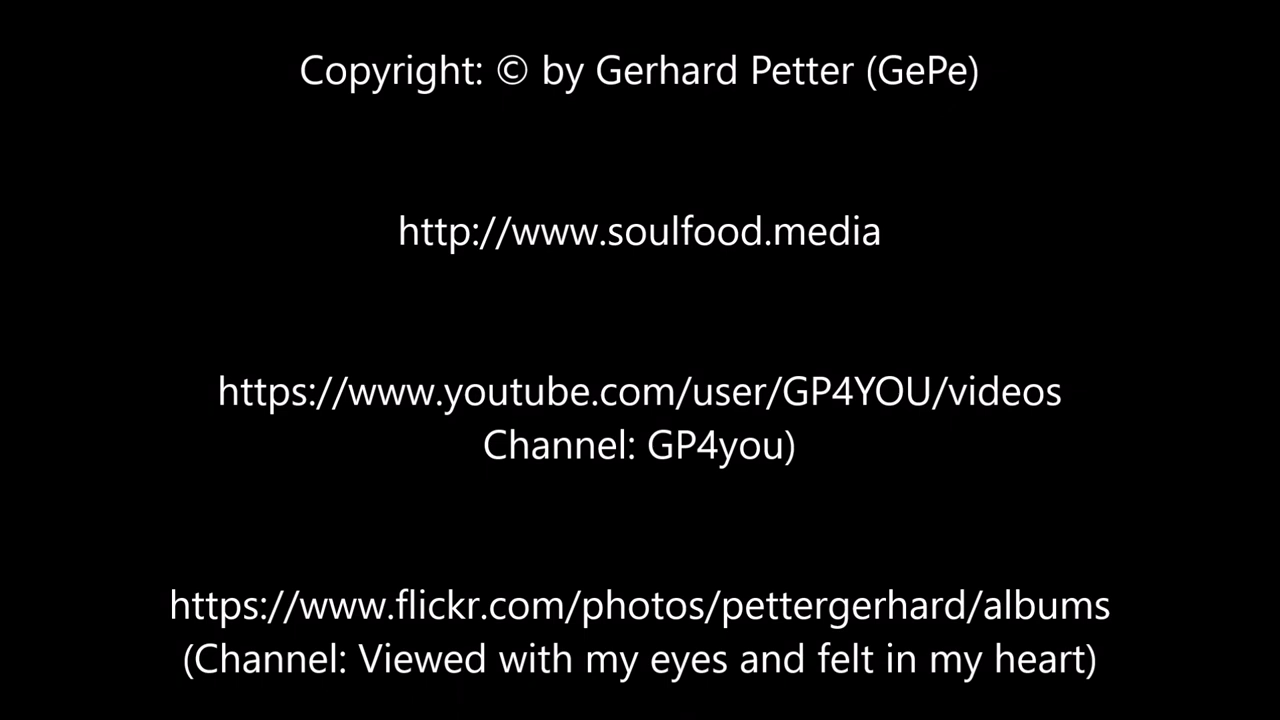 Copyright: © by Gerhard Petter (GePe)
http://www.soulfood.media
https://www.youtube.com/user/GP4YOU/videos
Channel: GP4you)
https://www.flickr.com/photos/pettergerhard/albums
(Channel: Viewed with my eyes and felt in my heart)